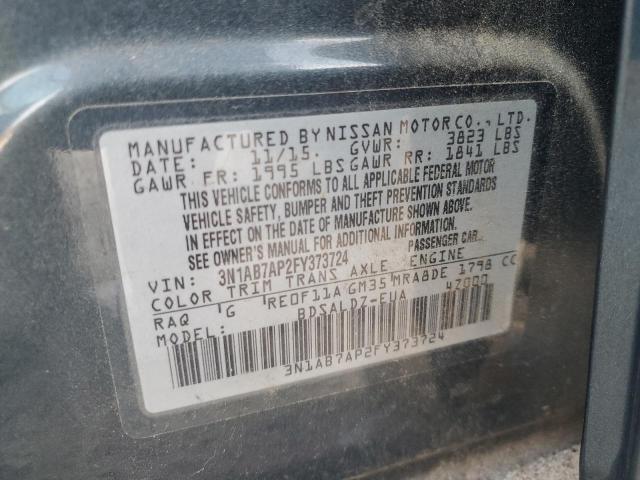 MANUFACTURED BY NISSAN MOTOR CO., LTD.
DATE: 11/15. GVWR: 3823 LBS
GAWR FR: 1995 LBS GAWR RR: 1841 LBS
THIS VEHICLE CONFORMS TO ALL APPLICABLE FEDERAL MOTOR
VEHICLE SAFETY, BUMPER AND THEFT PREVENTION STANDARDS
IN EFFECT ON THE DATE OF MANUFACTURE SHOWN ABOVE.
SEE OWNER'S MANUAL FOR ADDITIONAL INFORMATION.
VIN: 3N1AB7AP2FY373724 PASSENGER CAR
COLOR TRIM TRANS AXLE ENGINE
RAQ G RE0F11A GM35 MRA8DE 1798 CC
MODEL: BDSALDZ-EUA 47000
3N1AB7AP2FY373724